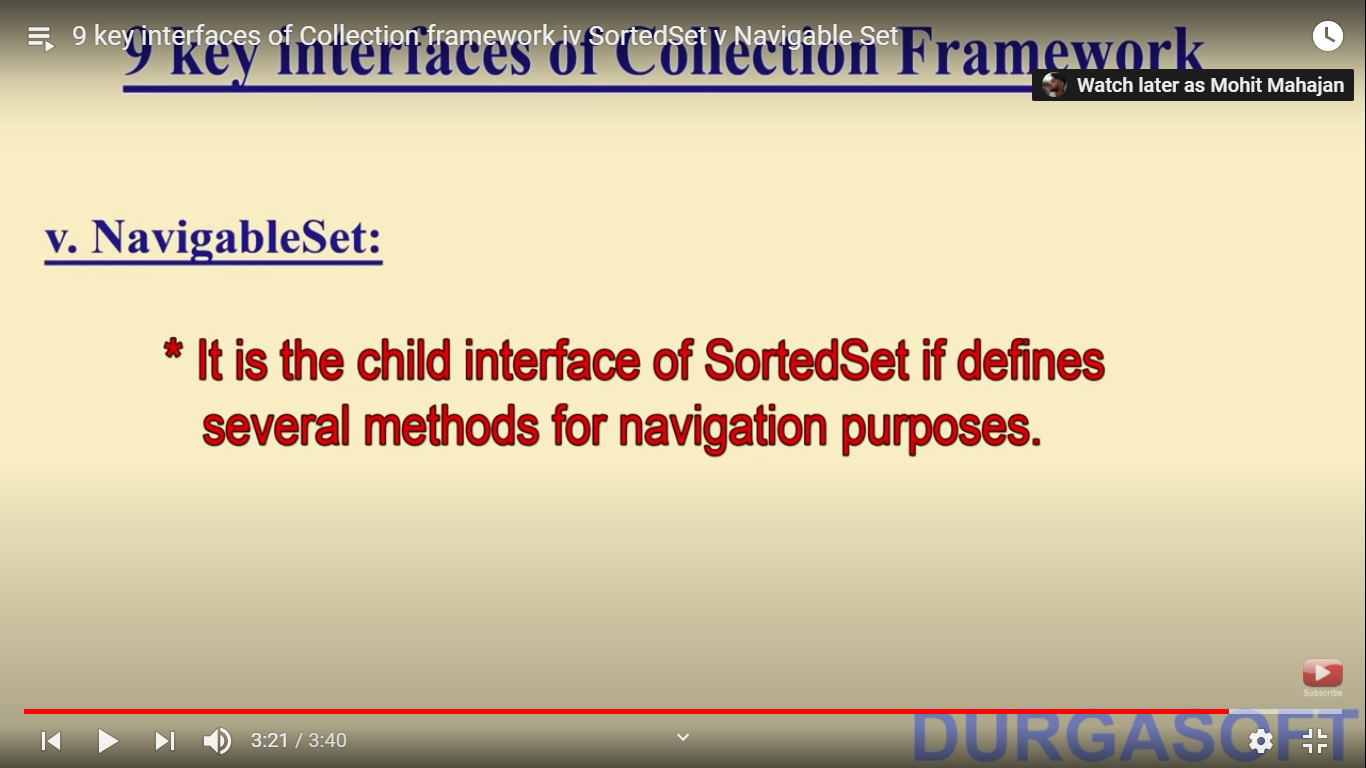 9 key interfaces of Collection framework iv SortedSet v Navigable Set
9 key interfaces of Collection Framework
Watch later as Mohit Mahajan
v. NavigableSet:
* It is the child interface of SortedSet if defines
several methods for navigation purposes.
Subscribe
3:21 / 3:40
DURGASOFT